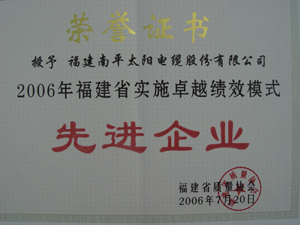 荣誉证书
授予 福建南平太阳电缆股份有限公司
2006年福建省实施卓越绩效模式
先进企业
福建省质量协会
2006年7月20日